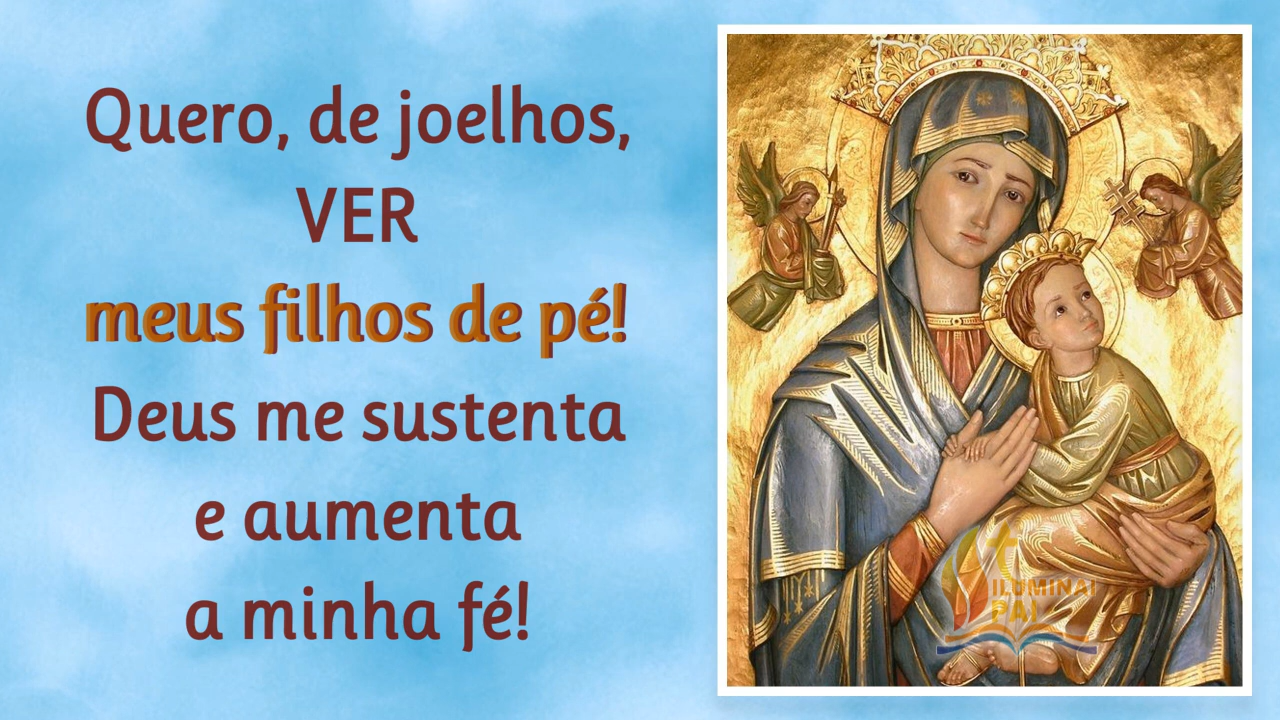 Quero, de joelhos,
VER
meus filhos de pé!
Deus me sustenta
e aumenta
a minha fé!
ILUMINAI
PAI